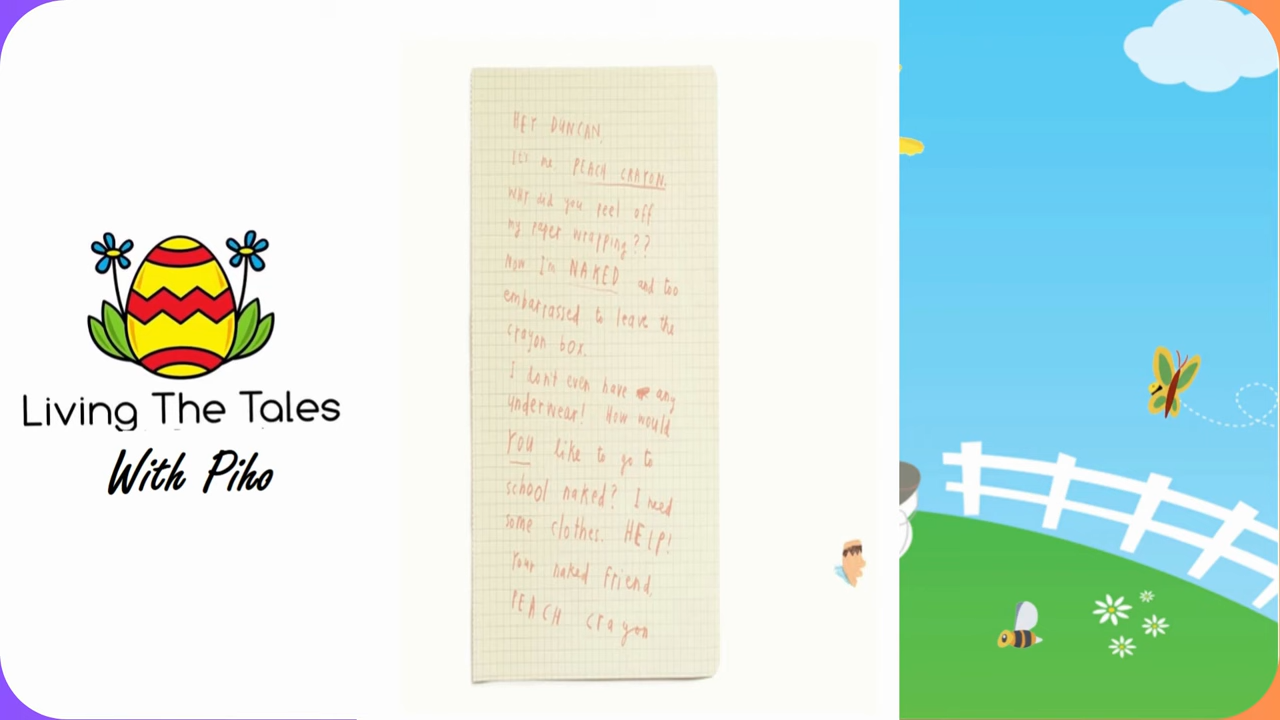 Living The Tales
With Piho
HEY DUNCAN,
It's me, PEACH CRAYON.
WHY did you peel off
my paper wrapping??
Now I'm NAKED and too
embarrassed to leave the
crayon box.
I don't even have any
underwear! How would
YOU like to go to
school naked? I need
some clothes. HELP!
Your naked friend,
PEACH crayon